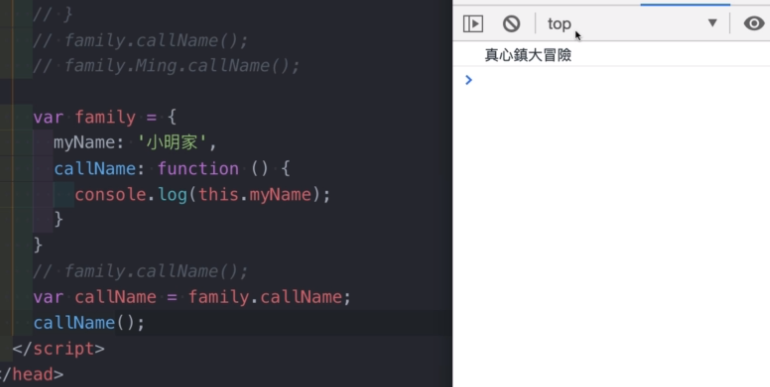 // }
// family.callName();
// family.Ming.callName();
var family = {
myName: '小明家',
callName: function () {
console.log(this.myName);
}
}
// family.callName();
var callName = family.callName;
callName();
</script>
</head>
top
真心鎮大冒險
>